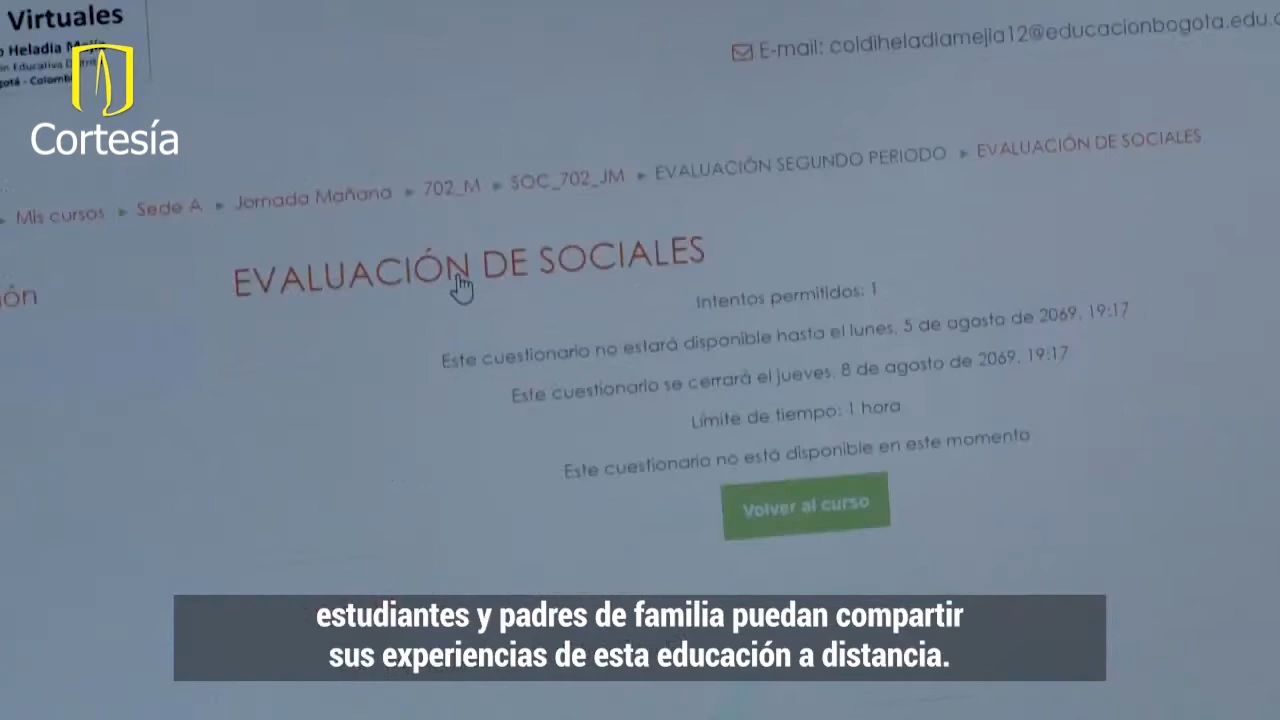 Virtuales
o Heladia Mejía
ón Educativa
gotá - Colomb
Cortesía
E-mail: coldiheladiamejia12@educacionbogota.edu.c
Mis cursos ► Sede A ► Jornada Mañana ► 702_M ► SOC_702_JM ► EVALUACIÓN SEGUNDO PERIODO ► EVALUACIÓN DE SOCIALES
ión
EVALUACIÓN DE SOCIALES
Intentos permitidos: 1
Este cuestionario no estará disponible hasta el lunes, 5 de agosto de 2069, 19:17
Este cuestionario se cerrará el jueves, 8 de agosto de 2069, 19:17
Límite de tiempo: 1 hora
Este cuestionario no está disponible en este momento
Volver al curso
estudiantes y padres de familia puedan compartir
sus experiencias de esta educación a distancia.